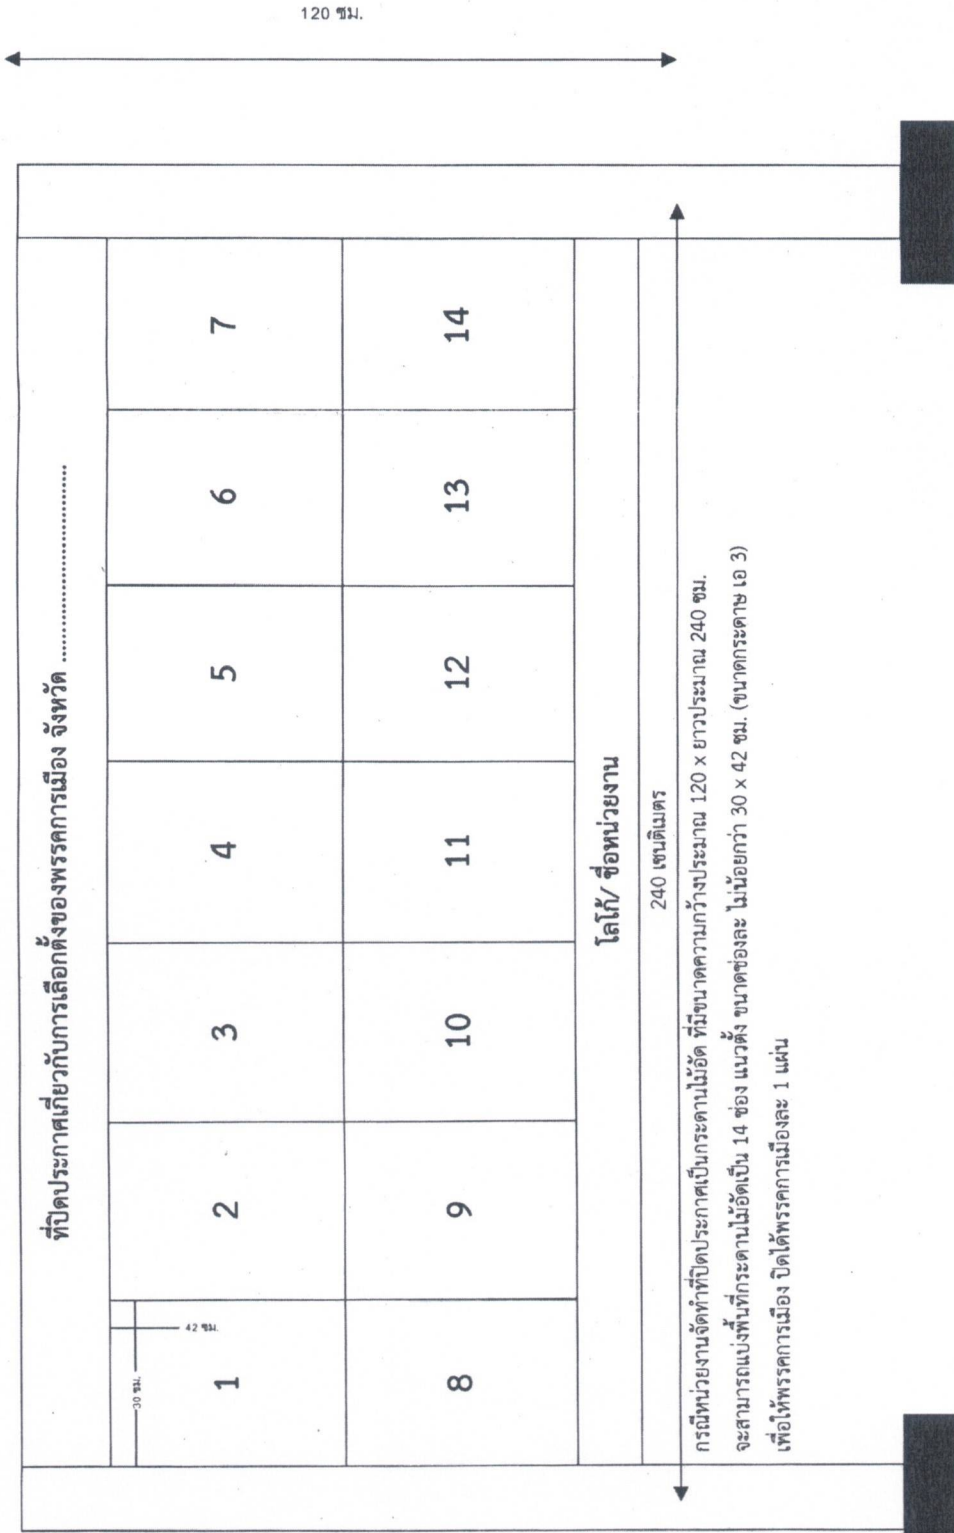 120 ซม.
ที่ปิดประกาศเกี่ยวกับการเลือกตั้งของพรรคการเมือง จังหวัด ..........................................
30 ซม.
42 ซม.
1 2 3 4 5 6 7
8 9 10 11 12 13 14
โลโก้/ ชื่อหน่วยงาน
240 เซนติเมตร
กรณีหน่วยงานจัดทำที่ปิดประกาศเป็นกระดานไม้อัด ที่มีขนาดความกว้างประมาณ 120 x ยาวประมาณ 240 ซม.
จะสามารถแบ่งพื้นที่กระดานไม้อัดเป็น 14 ช่อง แนวตั้ง ขนาดช่องละ ไม่น้อยกว่า 30 x 42 ซม. (ขนาดกระดาษ เอ 3)
เพื่อให้พรรคการเมือง ปิดได้พรรคการเมืองละ 1 แผ่น